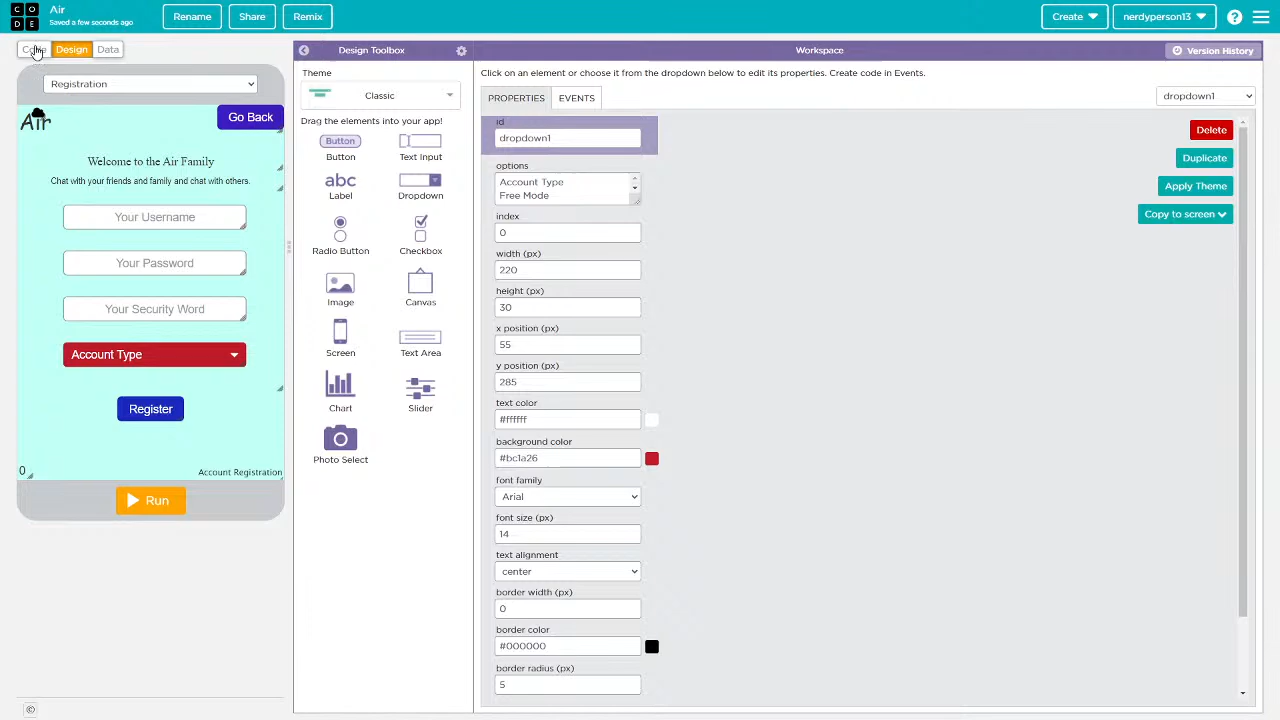 CODE
Air
Saved a few seconds ago
Rename
Share
Remix
Create
nerdyperson13
?
Design
Data
Design Toolbox
Workspace
Version History
Registration
Air
Go Back
Welcome to the Air Family
Chat with your friends and family and chat with others.
Your Username
Your Password
Your Security Word
Account Type
Register
0
Account Registration
Run
©
Theme
Classic
Drag the elements into your app!
Button
Button
Text Input
abc
Label
Dropdown
Radio Button
Checkbox
Image
Canvas
Screen
Text Area
Chart
Slider
Photo Select
Click on an element or choose it from the dropdown below to edit its properties. Create code in Events.
PROPERTIES
EVENTS
dropdown1
id
dropdown1
options
Account Type
Free Mode
index
0
width (px)
220
height (px)
30
x position (px)
55
y position (px)
285
text color
#ffffff
background color
#bc1a26
font family
Arial
font size (px)
14
text alignment
center
border width (px)
0
border color
#000000
border radius (px)
5
Delete
Duplicate
Apply Theme
Copy to screen